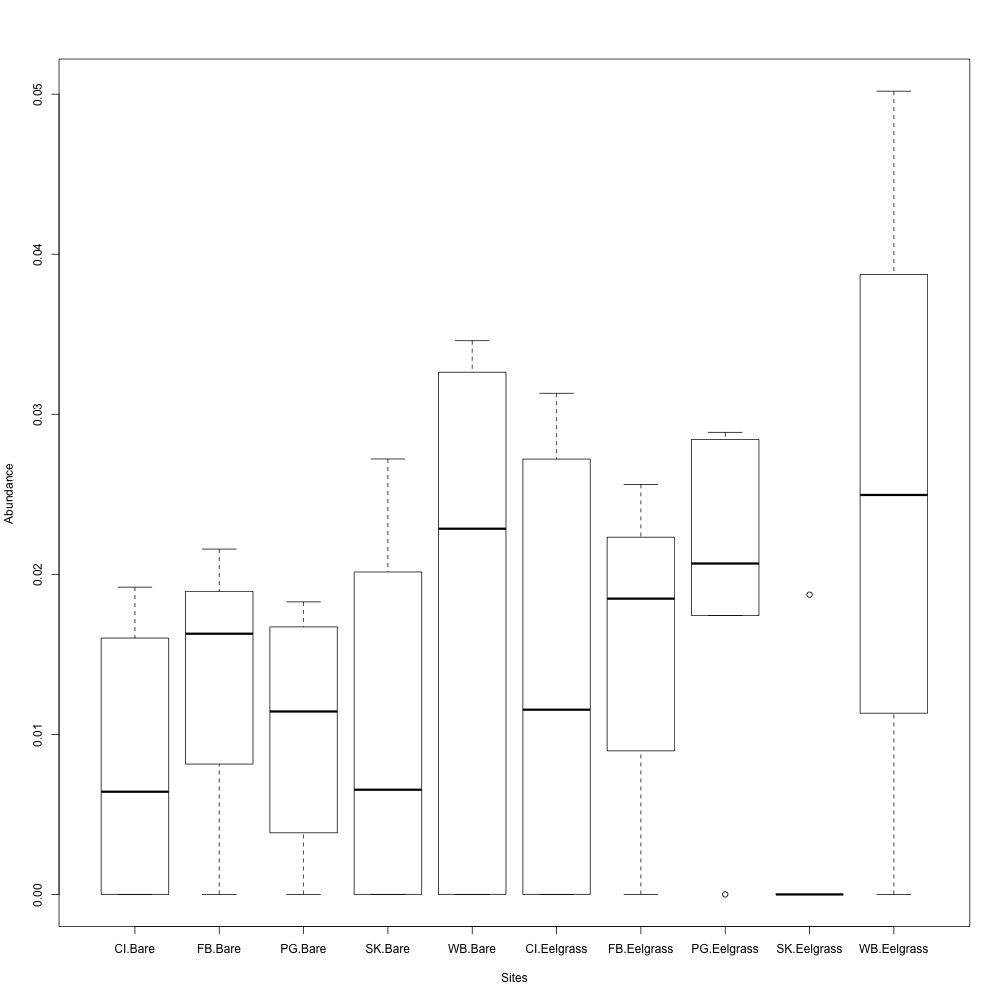 0.05
0.04
0.03
0.02
0.01
0.00
Abundance
CI.Bare FB.Bare PG.Bare SK.Bare WB.Bare CI.Eelgrass FB.Eelgrass PG.Eelgrass SK.Eelgrass WB.Eelgrass
Sites